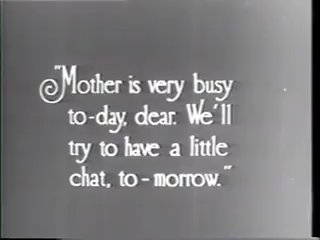 "Mother is very busy
to-day, dear. We'll
try to have a little
chat, to-morrow."